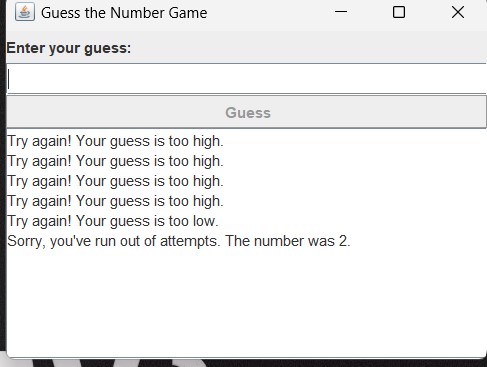 Guess the Number Game
Enter your guess:
Guess
Try again! Your guess is too high.
Try again! Your guess is too high.
Try again! Your guess is too high.
Try again! Your guess is too high.
Try again! Your guess is too low.
Sorry, you've run out of attempts. The number was 2.